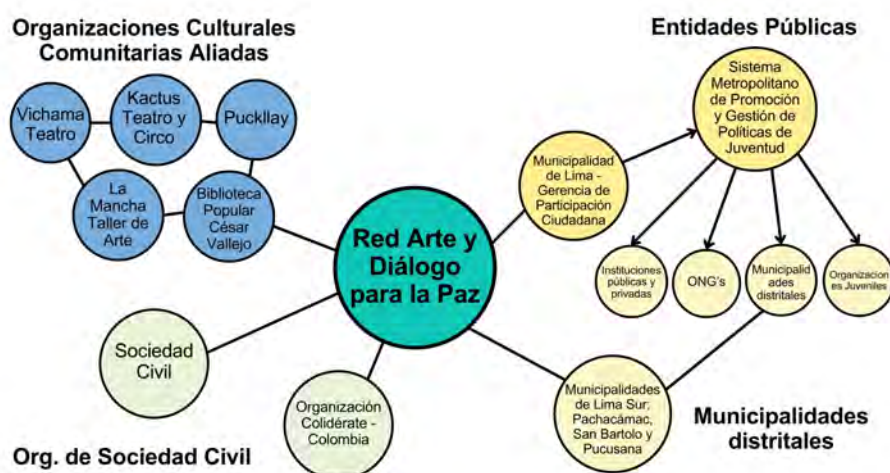 Organizaciones Culturales
Comunitarias Aliadas
Vichama
Teatro
Kactus
Teatro y
Circo
Puckllay
La
Mancha
Taller de
Arte
Biblioteca
Popular
César
Vallejo
Entidades Públicas
Sistema
Metropolitano
de Promoción
y Gestión de
Políticas de
Juventud
Municipalidad
de Lima -
Gerencia de
Participación
Ciudadana
Instituciones
públicas y
privadas
ONG's
Municipalid
ades
distritales
Organizacion
es Juveniles
Red Arte y
Diálogo
para la Paz
Sociedad
Civil
Organización
Colidérate -
Colombia
Org. de Sociedad Civil
Municipalidades
de Lima Sur:
Pachacámac,
San Bartolo y
Pucusana
Municipalidades
distritales